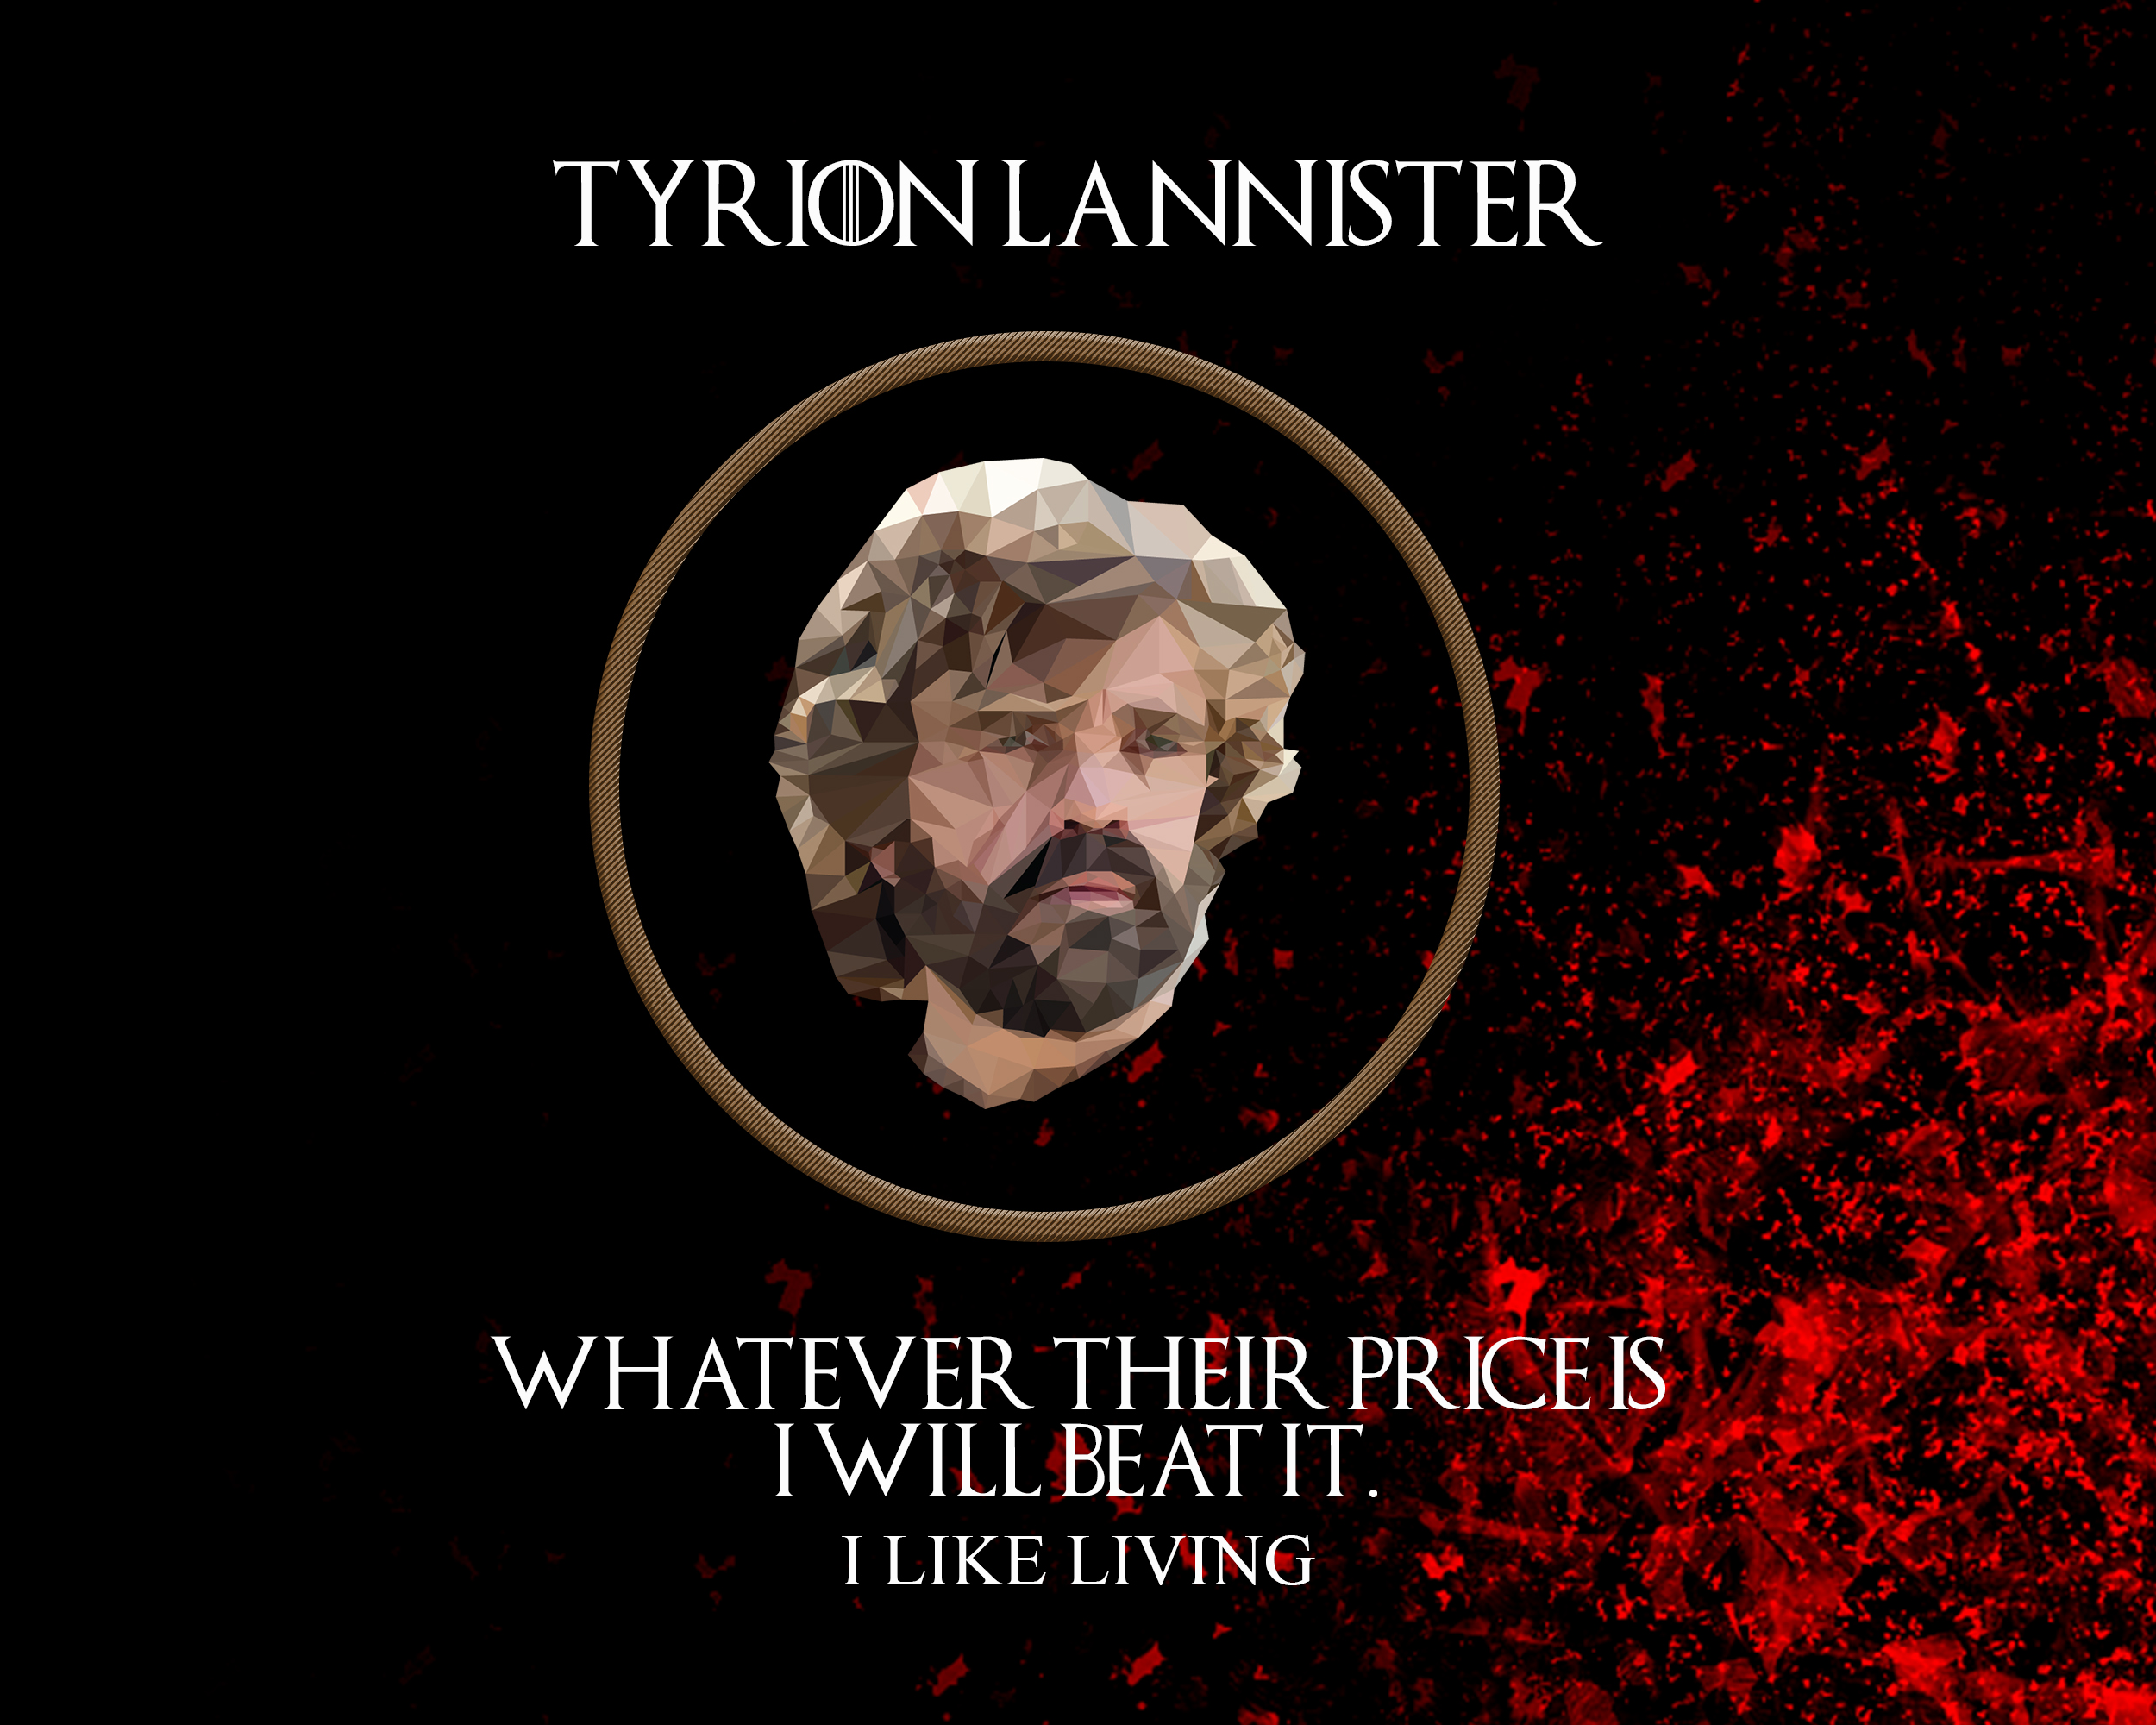 TYRION LANNISTER
WHATEVER THEIR PRICE IS
I WILL BEAT IT.
I LIKE LIVING